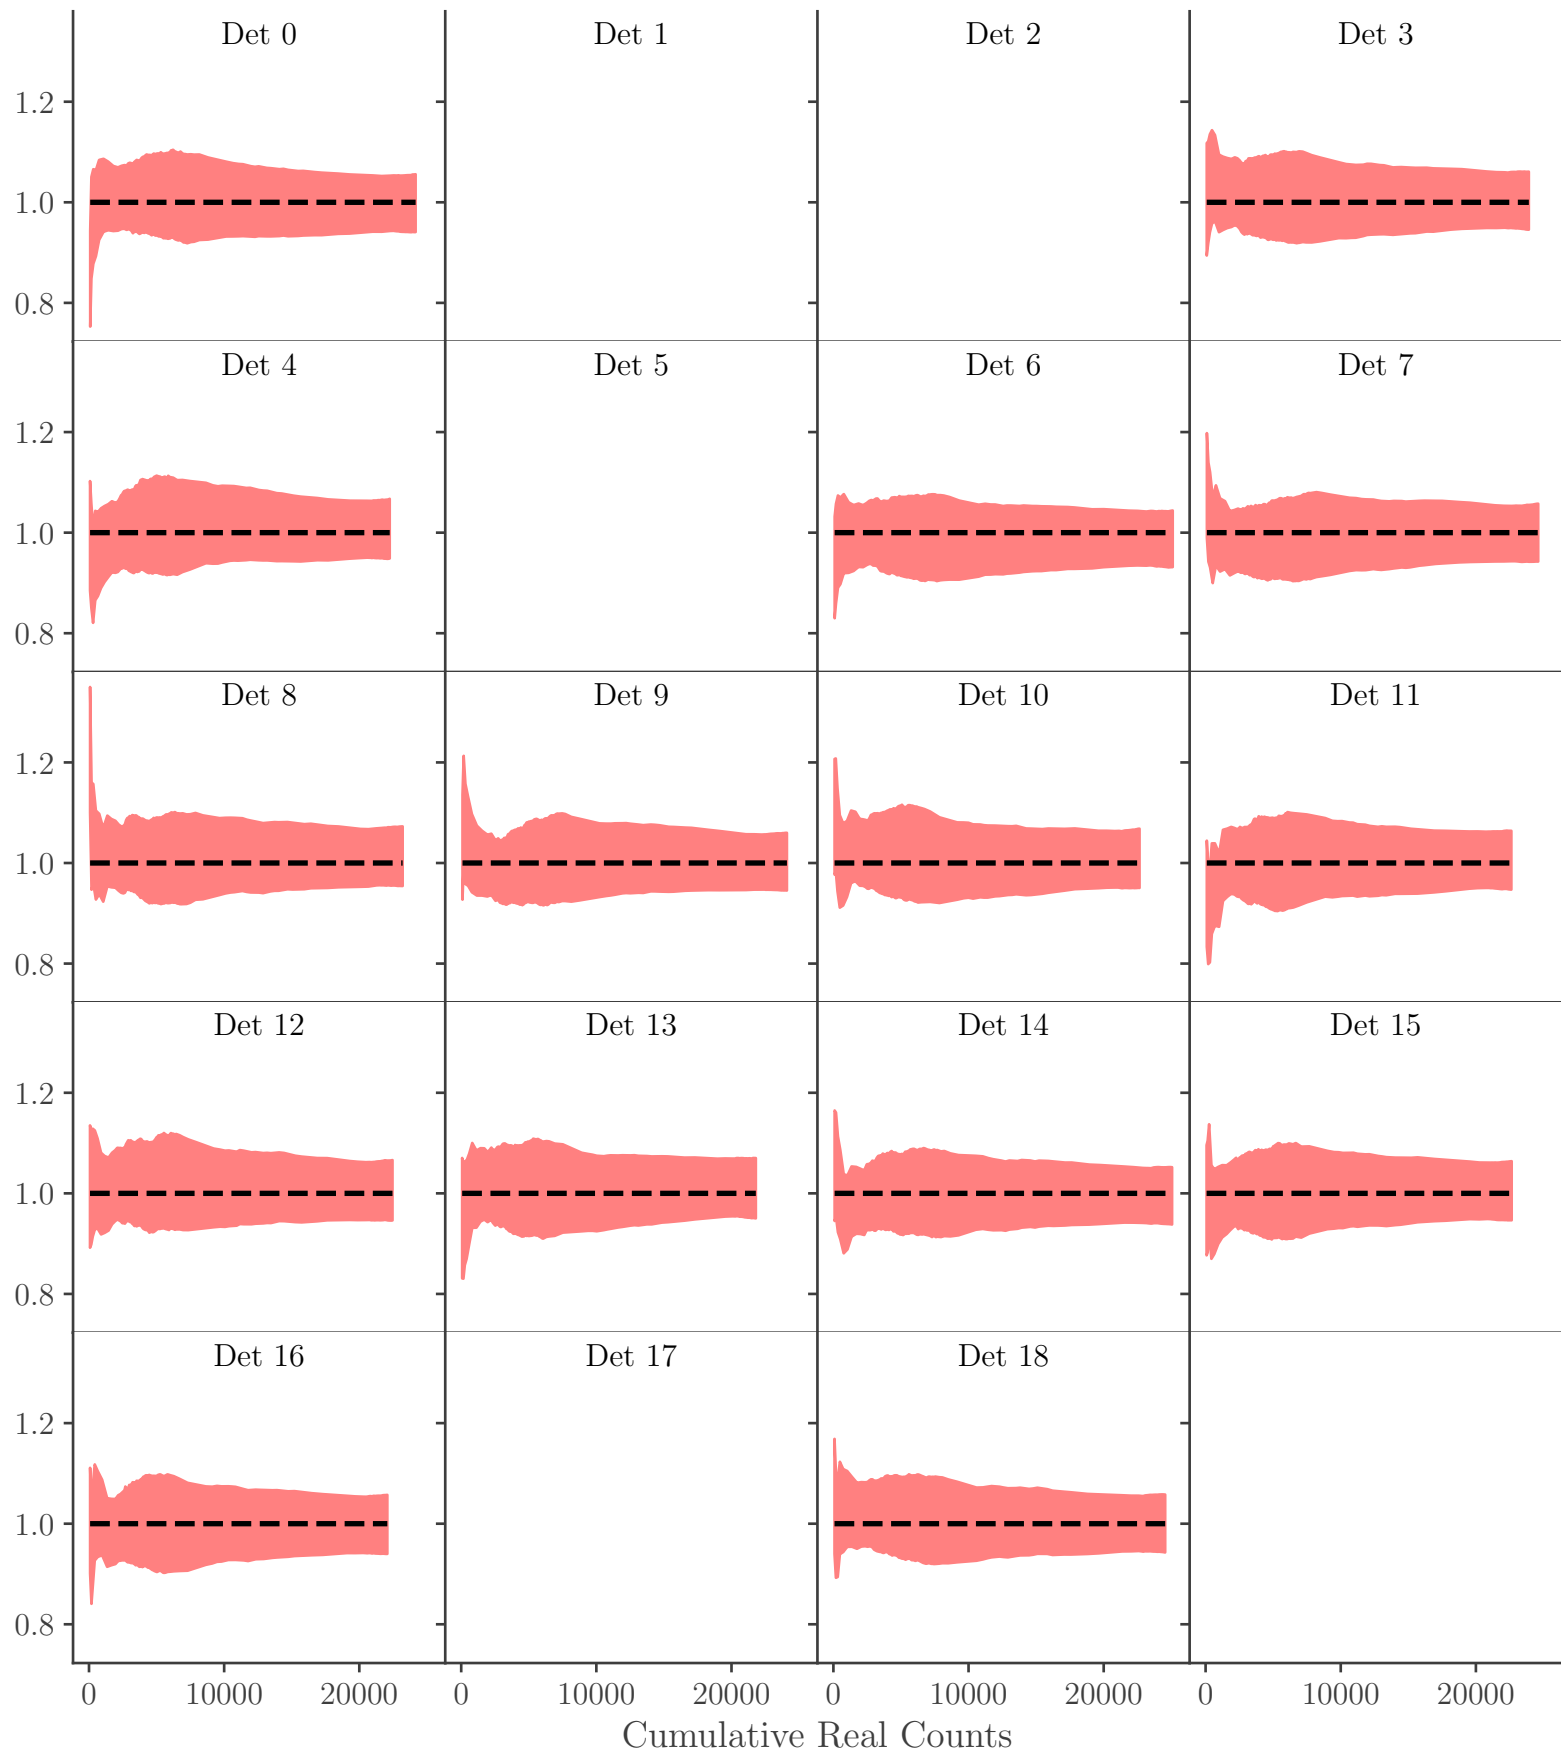 Det 0 Det 1 Det 2 Det 3
1.2
1.0
0.8
Det 4 Det 5 Det 6 Det 7
1.2
1.0
0.8
Det 8 Det 9 Det 10 Det 11
1.2
1.0
0.8
Det 12 Det 13 Det 14 Det 15
1.2
1.0
0.8
Det 16 Det 17 Det 18
1.2
1.0
0.8
0 10000 20000 0 10000 20000 0 10000 20000 0 10000 20000
Cumulative Real Counts